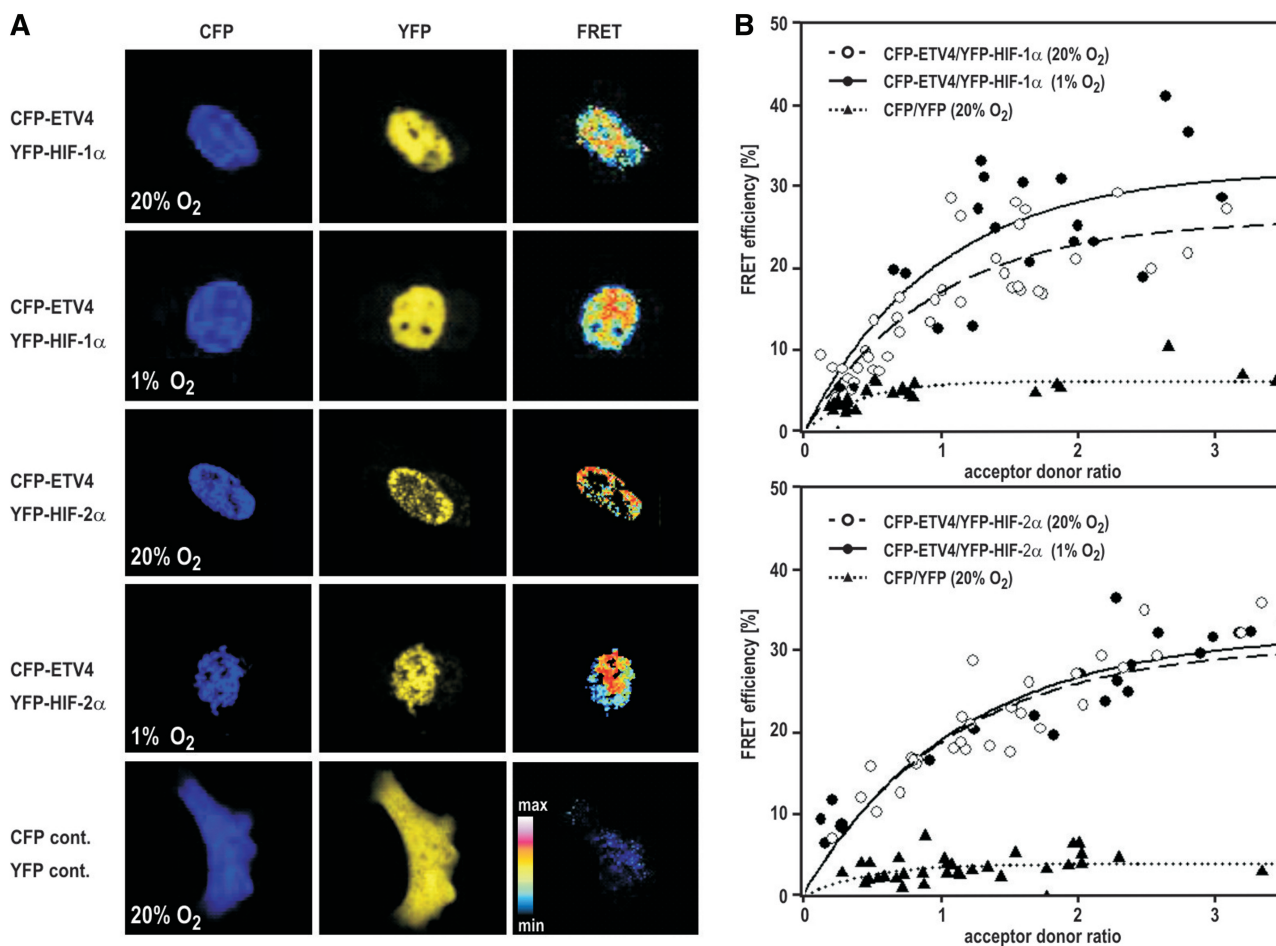 A
CFP YFP FRET
CFP-ETV4
YFP-HIF-1α
20% O2
CFP-ETV4
YFP-HIF-1α
1% O2
CFP-ETV4
YFP-HIF-2α
20% O2
CFP-ETV4
YFP-HIF-2α
1% O2
CFP cont.
YFP cont.
20% O2
max
min
B
CFP-ETV4/YFP-HIF-1α (20% O2)
CFP-ETV4/YFP-HIF-1α (1% O2)
CFP/YFP (20% O2)
FRET efficiency [%]
50
40
30
20
10
0
0 1 2 3
acceptor donor ratio
CFP-ETV4/YFP-HIF-2α (20% O2)
CFP-ETV4/YFP-HIF-2α (1% O2)
CFP/YFP (20% O2)
FRET efficiency [%]
50
40
30
20
10
0
0 1 2 3
acceptor donor ratio